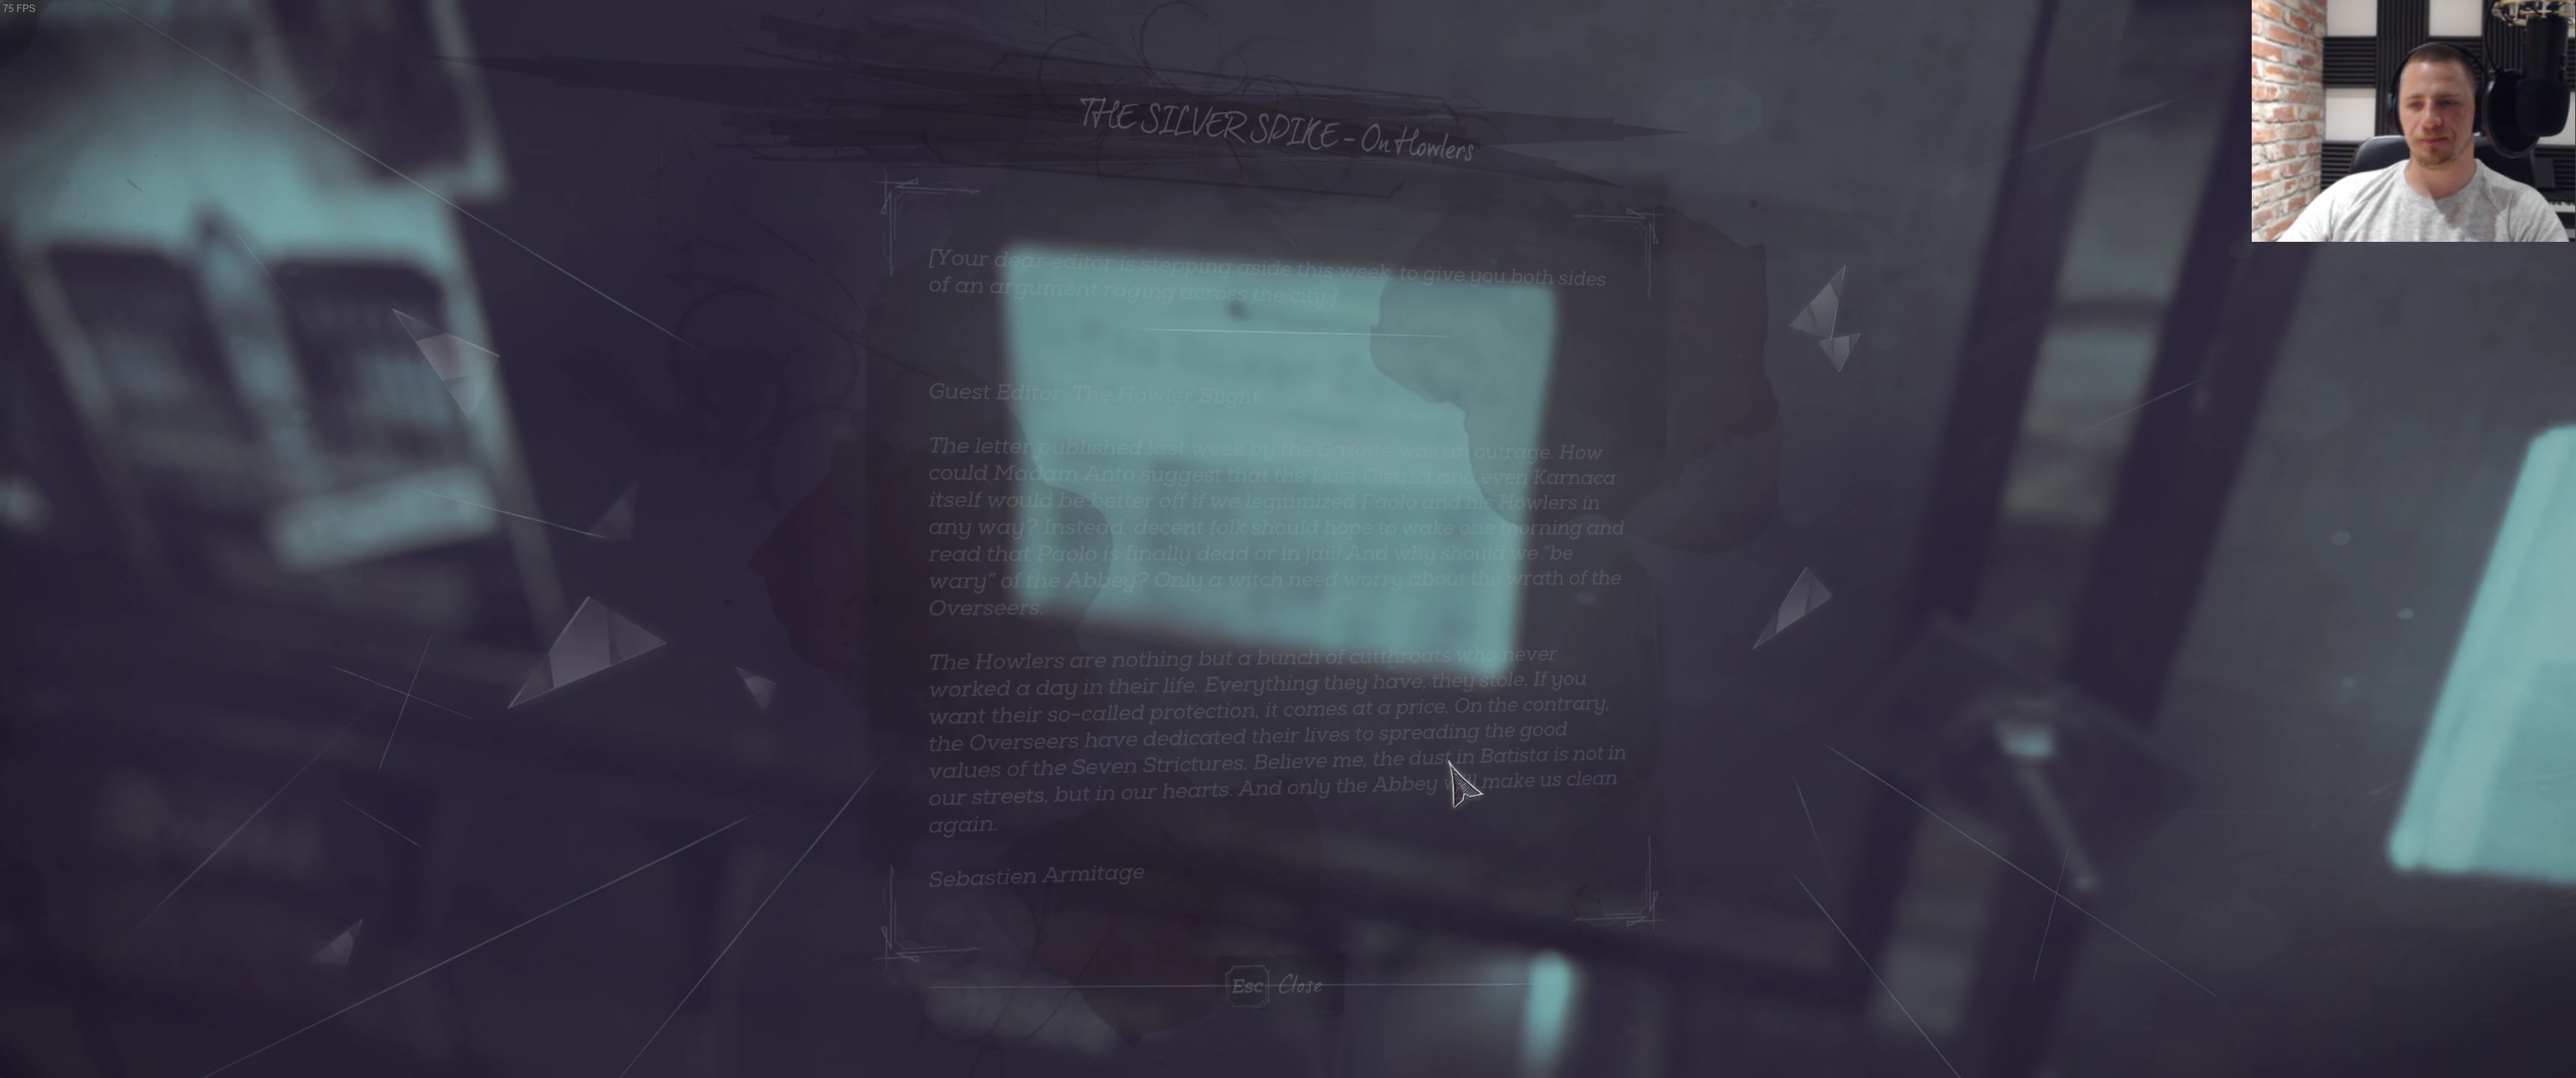 75 FPS
THE SILVER SPIKE - On Howlers
[Your dear editor is stepping aside this week, to give you both sides
of an argument raging across the city.]
Guest Editor: The Howler Blight
The letter published last week by the Gazette was an outrage. How
could Madam Anto suggest that the Dust District and even Karnaca
itself would be better off if we legitimized Paolo and his Howlers in
any way? Instead, decent folk should hope to wake one morning and
read that Paolo is finally dead or in jail! And why should we "be
wary" of the Abbey? Only a witch need worry about the wrath of the
Overseers.
The Howlers are nothing but a bunch of cutthroats who never
worked a day in their life. Everything they have, they stole. If you
want their so-called protection, it comes at a price. On the contrary,
the Overseers have dedicated their lives to spreading the good
values of the Seven Strictures. Believe me, the dust in Batista is not in
our streets, but in our hearts. And only the Abbey will make us clean
again.
Sebastien Armitage
Esc Close